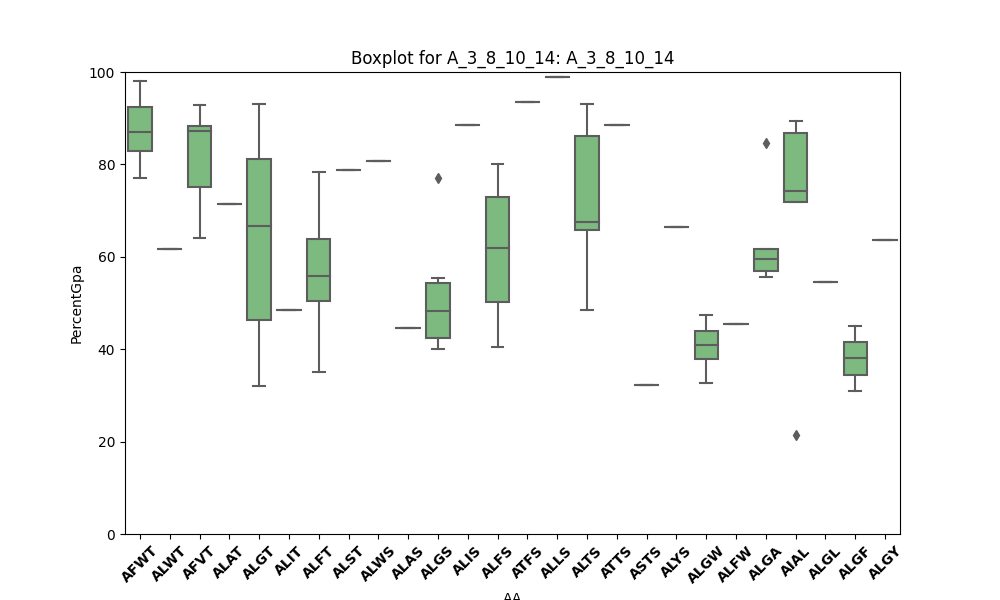 Boxplot for A_3_8_10_14: A_3_8_10_14
100
80
60
40
20
0
PercentGpa
AFWT ALWT AFVT ALAT ALGT ALIT ALFT ALST ALWS ALAS ALGS ALIS ALFS ATFS ALLS ALTS ATTS ASTS ALYS ALGW ALFW ALGA AIAL ALGL ALGF ALGY
AA